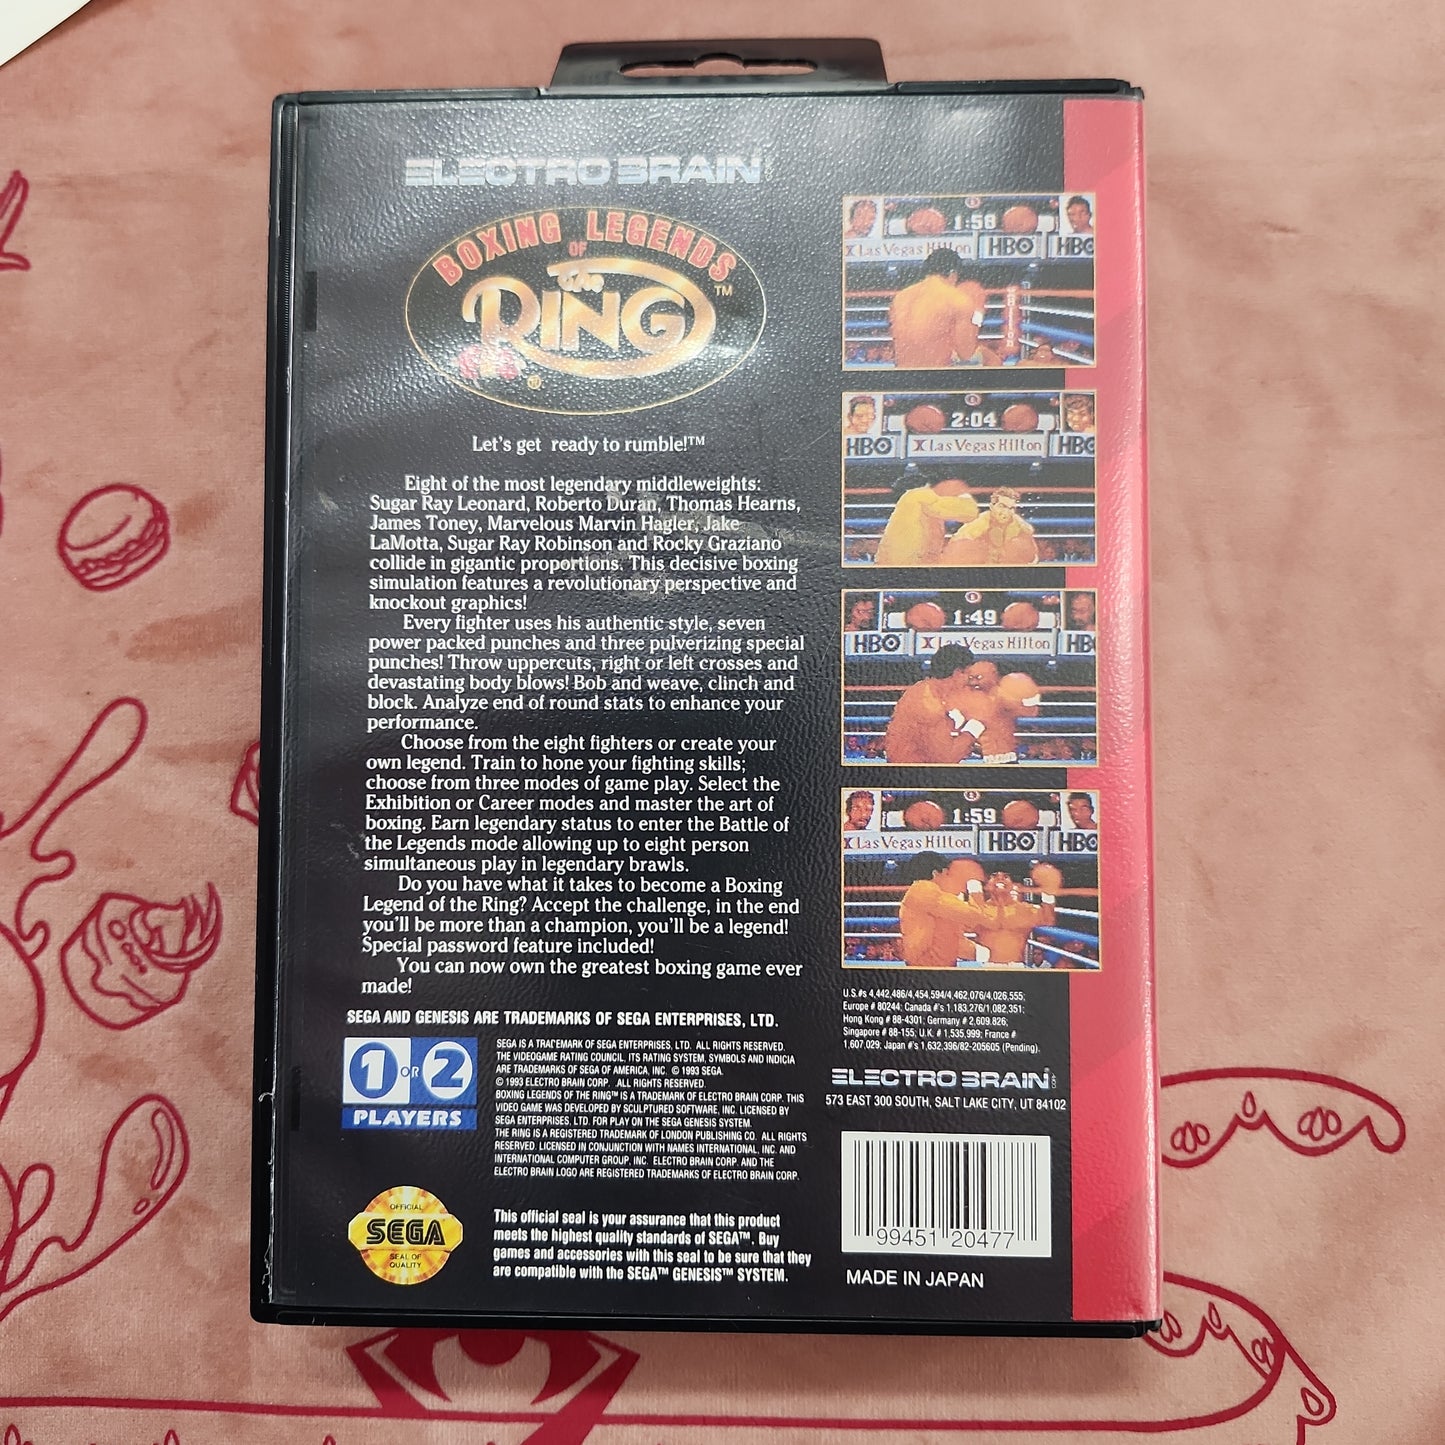 ELECTRO BRAIN
BOXING LEGENDS
OF
The
RING™
®
Let's get ready to rumble!™
Eight of the most legendary middleweights:
Sugar Ray Leonard, Roberto Duran, Thomas Hearns,
James Toney, Marvelous Marvin Hagler, Jake
LaMotta, Sugar Ray Robinson and Rocky Graziano
collide in gigantic proportions. This decisive boxing
simulation features a revolutionary perspective and
knockout graphics!
Every fighter uses his authentic style, seven
power packed punches and three pulverizing special
punches! Throw uppercuts, right or left crosses and
devastating body blows! Bob and weave, clinch and
block. Analyze end of round stats to enhance your
performance.
Choose from the eight fighters or create your
own legend. Train to hone your fighting skills;
choose from three modes of game play. Select the
Exhibition or Career modes and master the art of
boxing. Earn legendary status to enter the Battle of
the Legends mode allowing up to eight person
simultaneous play in legendary brawls.
Do you have what it takes to become a Boxing
Legend of the Ring? Accept the challenge, in the end
you'll be more than a champion, you'll be a legend!
Special password feature included!
You can now own the greatest boxing game ever
made!
SEGA AND GENESIS ARE TRADEMARKS OF SEGA ENTERPRISES, LTD.
1 OR 2
PLAYERS
SEGA IS A TRADEMARK OF SEGA ENTERPRISES, LTD. ALL RIGHTS RESERVED.
THE VIDEOGAME RATING COUNCIL, ITS RATING SYSTEM, SYMBOLS AND INDICIA
ARE TRADEMARKS OF SEGA OF AMERICA, INC. © 1993 SEGA.
© 1993 ELECTRO BRAIN CORP. ALL RIGHTS RESERVED.
BOXING LEGENDS OF THE RING™ IS A TRADEMARK OF ELECTRO BRAIN CORP. THIS
VIDEO GAME WAS DEVELOPED BY SCULPTURED SOFTWARE, INC. LICENSED BY
SEGA ENTERPRISES, LTD. FOR PLAY ON THE SEGA GENESIS SYSTEM.
THE RING IS A REGISTERED TRADEMARK OF LONDON PUBLISHING CO. ALL RIGHTS
RESERVED. LICENSED IN CONJUNCTION WITH NAMES INTERNATIONAL, INC. AND
INTERNATIONAL COMPUTER GROUP, INC. ELECTRO BRAIN CORP. AND THE
ELECTRO BRAIN LOGO ARE REGISTERED TRADEMARKS OF ELECTRO BRAIN CORP.
OFFICIAL
SEGA
SEAL OF
QUALITY
This official seal is your assurance that this product
meets the highest quality standards of SEGA™. Buy
games and accessories with this seal to be sure that they
are compatible with the SEGA™ GENESIS™ SYSTEM.
1:58
X Las Vegas Hilton HBO HBO
2:04
HBO X Las Vegas Hilton HBO
1:49
HBO X Las Vegas Hilton HB
1:59
X Las Vegas Hilton HBO HBO
U.S.#s 4,442,486/4,454,594/4,462,076/4,026,555;
Europe # 80244; Canada #'s 1,183,276/1,082,351;
Hong Kong # 88-4301; Germany # 2,609,826;
Singapore # 88-155; U.K. # 1,535,999; France #
1,607,029; Japan #'s 1,632,396/82-205605 (Pending).
ELECTRO BRAIN
573 EAST 300 SOUTH, SALT LAKE CITY, UT 84102
99451 20477
MADE IN JAPAN